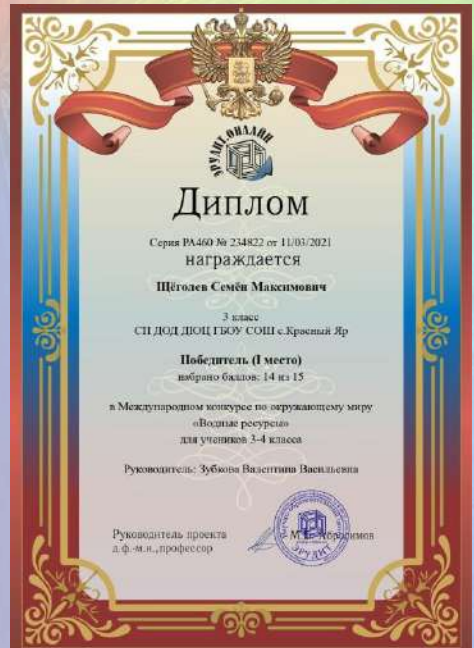 ЭРУДИТ.ОНЛАЙН
Диплом
Серия РА460 № 234822 от 11/03/2021
награждается
Щёголев Семён Максимович
3 класс
СП ДОД ДЮЦ ГБОУ СОШ с.Красный Яр
Победитель (I место)
набрано баллов: 14 из 15
в Международном конкурсе по окружающему миру
«Водные ресурсы»
для учеников 3-4 класса
Руководитель: Зубкова Валентина Васильевна
Руководитель проекта
д.ф.-м.н.,профессор
Абросимов
ЭРУДИТ